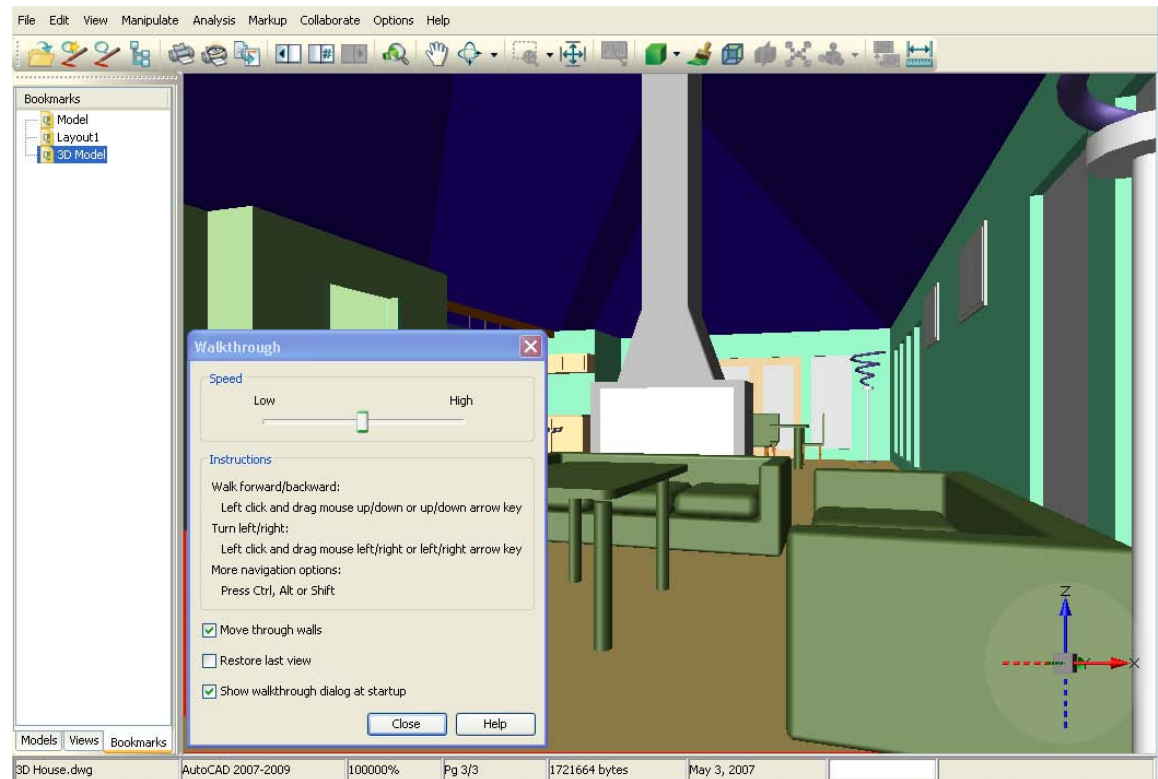 File Edit View Manipulate Analysis Markup Collaborate Options Help
#
Bookmarks
Model
Layout1
3D Model
Walkthrough
Speed
Low High
Instructions
Walk forward/backward:
Left click and drag mouse up/down or up/down arrow key
Turn left/right:
Left click and drag mouse left/right or left/right arrow key
More navigation options:
Press Ctrl, Alt or Shift
Move through walls
Restore last view
Show walkthrough dialog at startup
Close Help
Z
Y X
Models Views Bookmarks
3D House.dwg AutoCAD 2007-2009 100000% Pg 3/3 1721664 bytes May 3, 2007